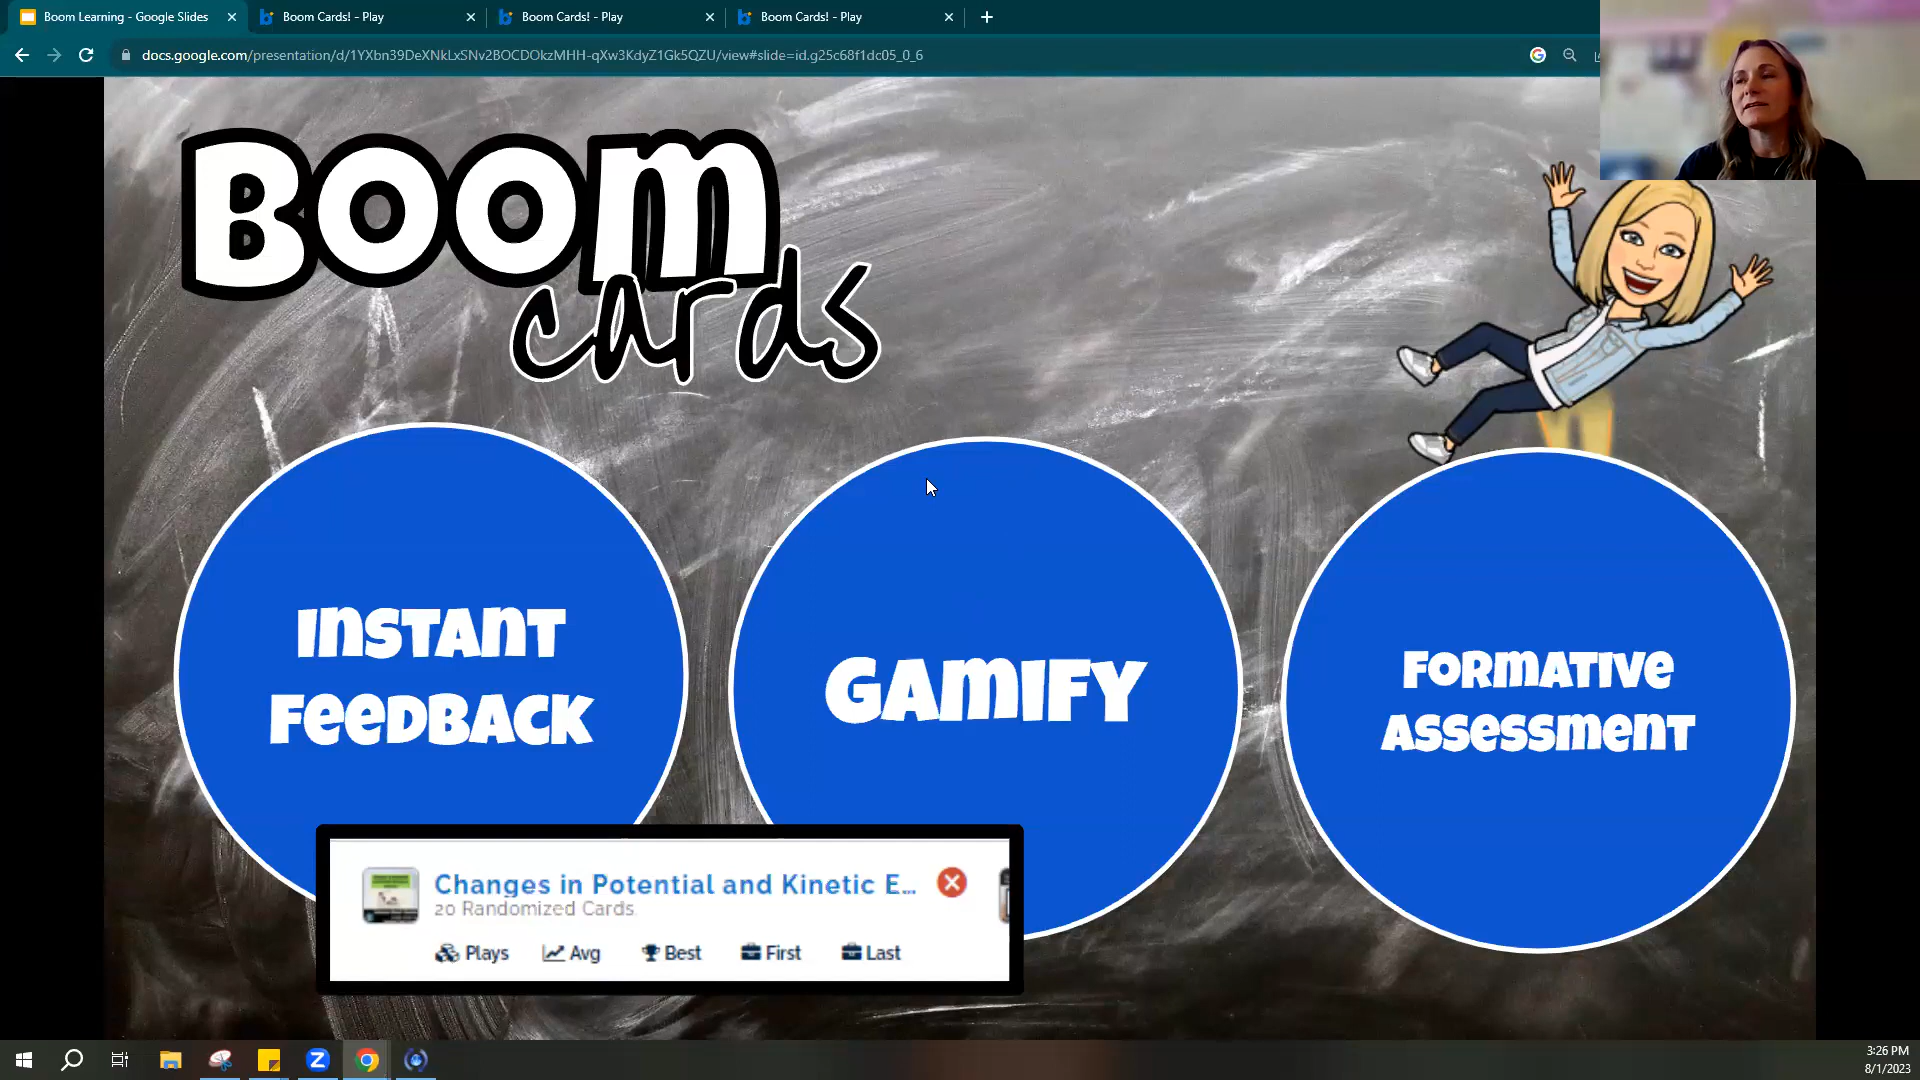 Boom Learning - Google Slides
Boom Cards! - Play
Boom Cards! - Play
Boom Cards! - Play
docs.google.com/presentation/d/1YXbn39DeXNkLxSNv2BOCDOkzMHH-qXw3KdyZ1Gk5QZU/view#slide=id.g25c68f1dc05_0_6
BOOM
cards
INSTANT
FEEDBACK
GAMIFY
FORMATIVE
ASSESSMENT
Changes in Potential and Kinetic E...
20 Randomized Cards.
Plays Avg Best First Last
3:26 PM
8/1/2023